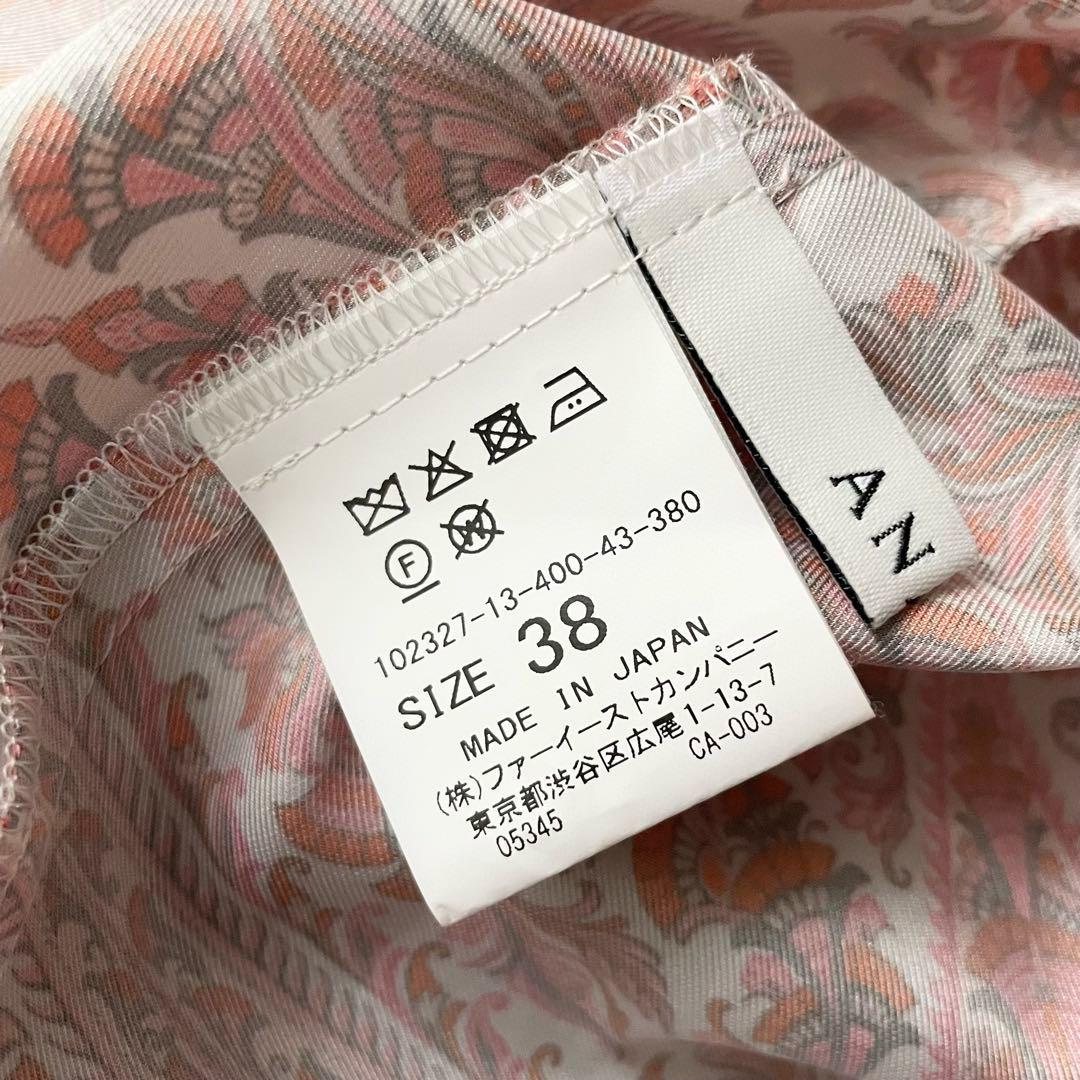 F
W
102327-13-400-43-380
SIZE 38
MADE IN JAPAN
(株)ファーイーストカンパニー
東京都渋谷区広尾1-13-7
05345 CA-003
AN